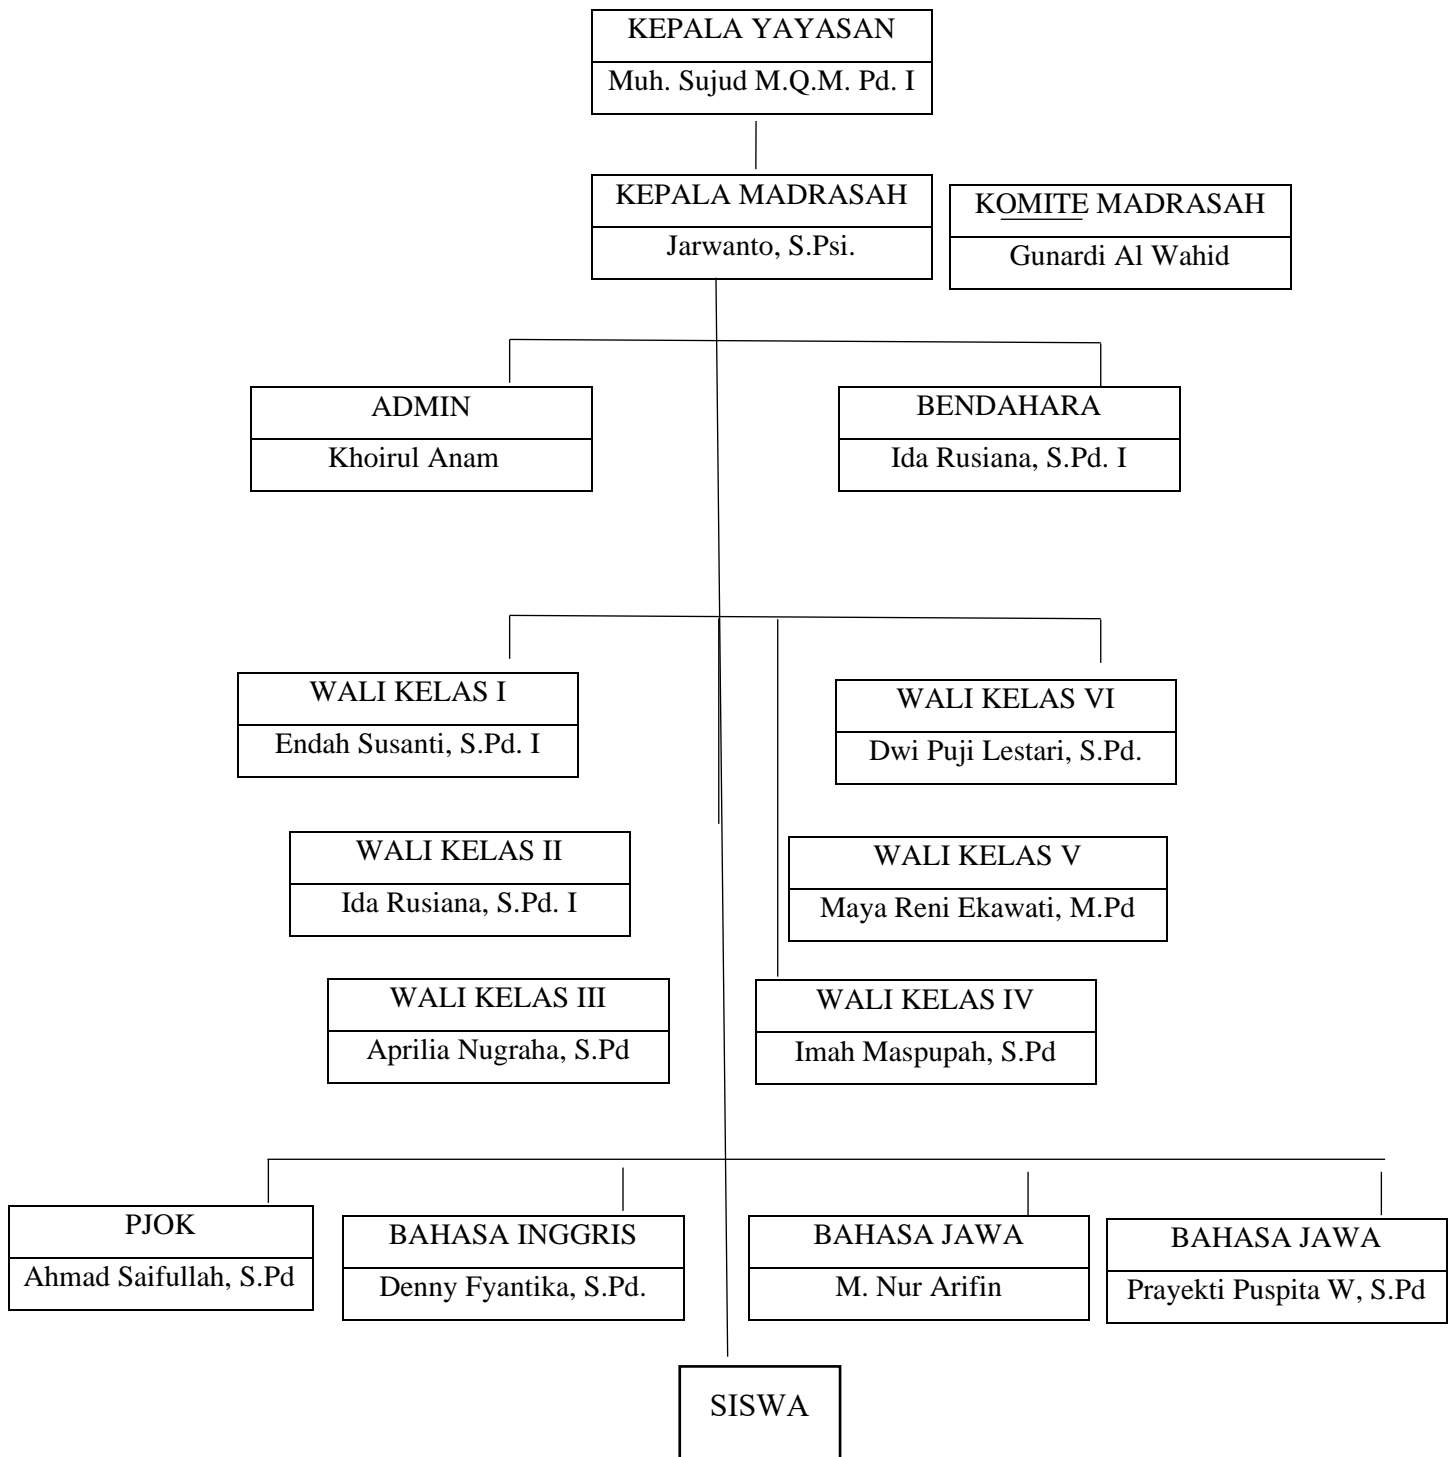 KEPALA YAYASAN
Muh. Sujud M.Q.M. Pd. I
KEPALA MADRASAH
Jarwanto, S.Psi.
KOMITE MADRASAH
Gunardi Al Wahid
ADMIN
Khoirul Anam
BENDAHARA
Ida Rusiana, S.Pd. I
WALI KELAS I
Endah Susanti, S.Pd. I
WALI KELAS VI
Dwi Puji Lestari, S.Pd.
WALI KELAS II
Ida Rusiana, S.Pd. I
WALI KELAS V
Maya Reni Ekawati, M.Pd
WALI KELAS III
Aprilia Nugraha, S.Pd
WALI KELAS IV
Imah Maspupah, S.Pd
PJOK
Ahmad Saifullah, S.Pd
BAHASA INGGRIS
Denny Fyantika, S.Pd.
BAHASA JAWA
M. Nur Arifin
BAHASA JAWA
Prayekti Puspita W, S.Pd
SISWA